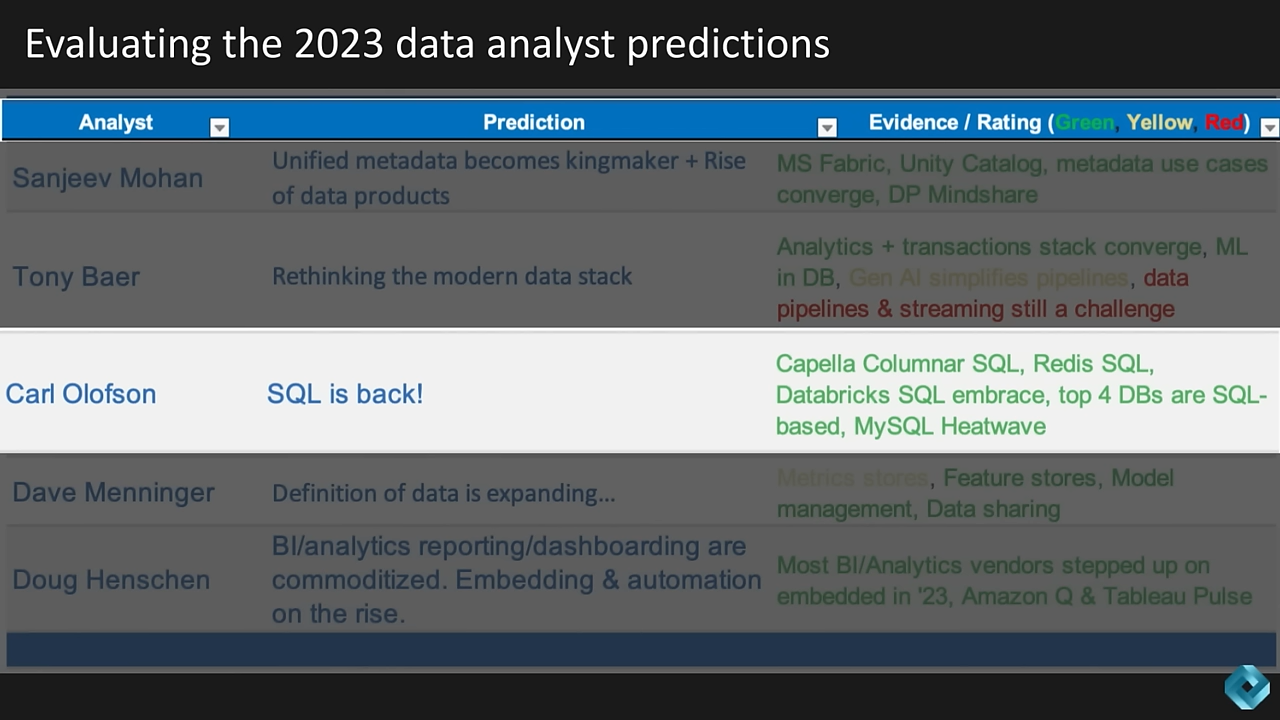 Evaluating the 2023 data analyst predictions
Analyst
Prediction
Evidence / Rating (Green, Yellow, Red)
Sanjeev Mohan
Unified metadata becomes kingmaker + Rise
of data products
MS Fabric, Unity Catalog, metadata use cases
converge, DP Mindshare
Tony Baer
Rethinking the modern data stack
Analytics + transactions stack converge, ML
in DB, Gen AI simplifies pipelines, data
pipelines & streaming still a challenge
Carl Olofson
SQL is back!
Capella Columnar SQL, Redis SQL,
Databricks SQL embrace, top 4 DBs are SQL-
based, MySQL Heatwave
Dave Menninger
Definition of data is expanding...
Metrics stores, Feature stores, Model
management, Data sharing
Doug Henschen
BI/analytics reporting/dashboarding are
commoditized. Embedding & automation
on the rise.
Most BI/Analytics vendors stepped up on
embedded in '23, Amazon Q & Tableau Pulse